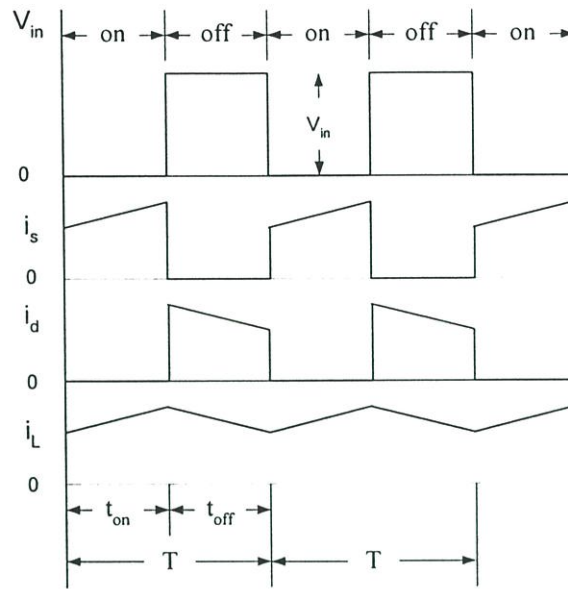 V_in
on off on off on
V_in
0
i_s
0
i_d
0
i_L
0
t_on t_off
T T